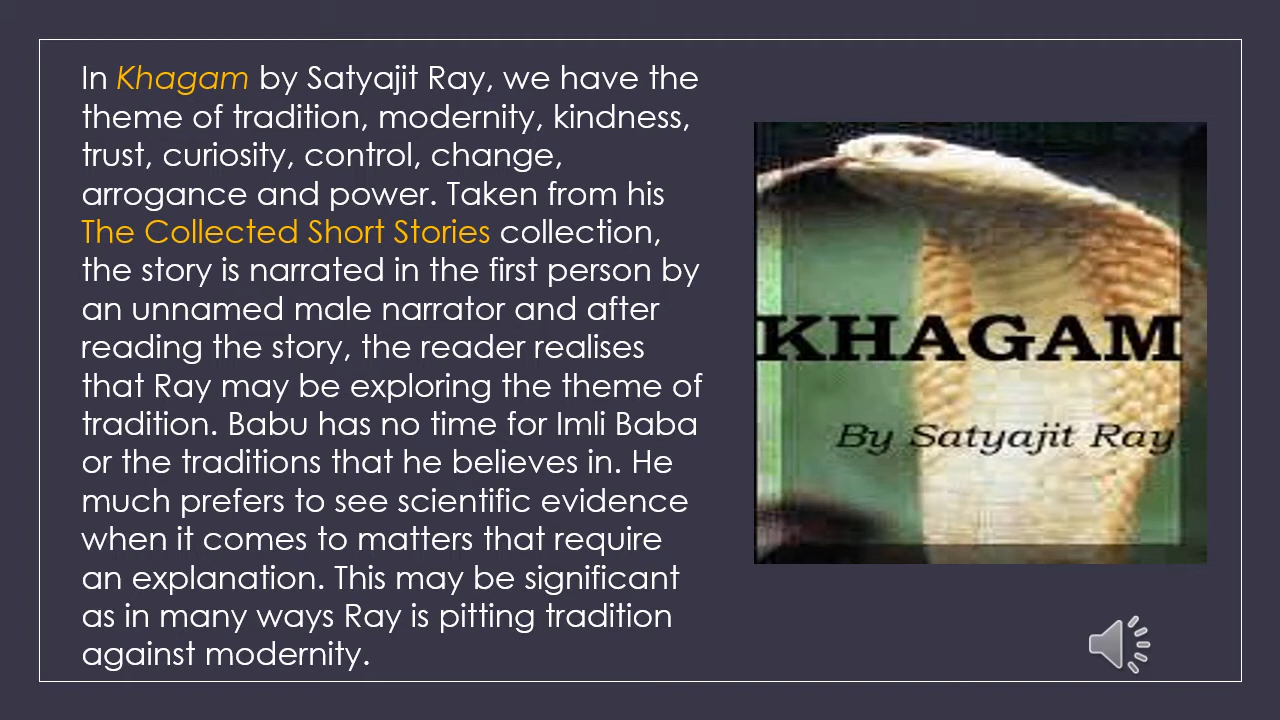 In Khagam by Satyajit Ray, we have the
theme of tradition, modernity, kindness,
trust, curiosity, control, change,
arrogance and power. Taken from his
The Collected Short Stories collection,
the story is narrated in the first person by
an unnamed male narrator and after
reading the story, the reader realises
that Ray may be exploring the theme of
tradition. Babu has no time for Imli Baba
or the traditions that he believes in. He
much prefers to see scientific evidence
when it comes to matters that require
an explanation. This may be significant
as in many ways Ray is pitting tradition
against modernity.
KHAGAM
By Satyajit Ray